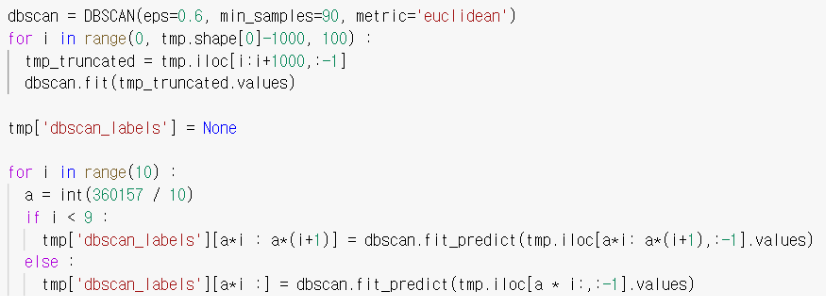 dbscan = DBSCAN(eps=0.6, min_samples=90, metric='euclidean')
for i in range(0, tmp.shape[0]-1000, 100) :
  tmp_truncated = tmp.iloc[i:i+1000,:-1]
  dbscan.fit(tmp_truncated.values)

tmp['dbscan_labels'] = None

for i in range(10) :
  a = int(360157 / 10)
  if i < 9 :
    tmp['dbscan_labels'][a*i : a*(i+1)] = dbscan.fit_predict(tmp.iloc[a*i: a*(i+1),:-1].values)
  else :
    tmp['dbscan_labels'][a*i :] = dbscan.fit_predict(tmp.iloc[a * i:,:-1].values)